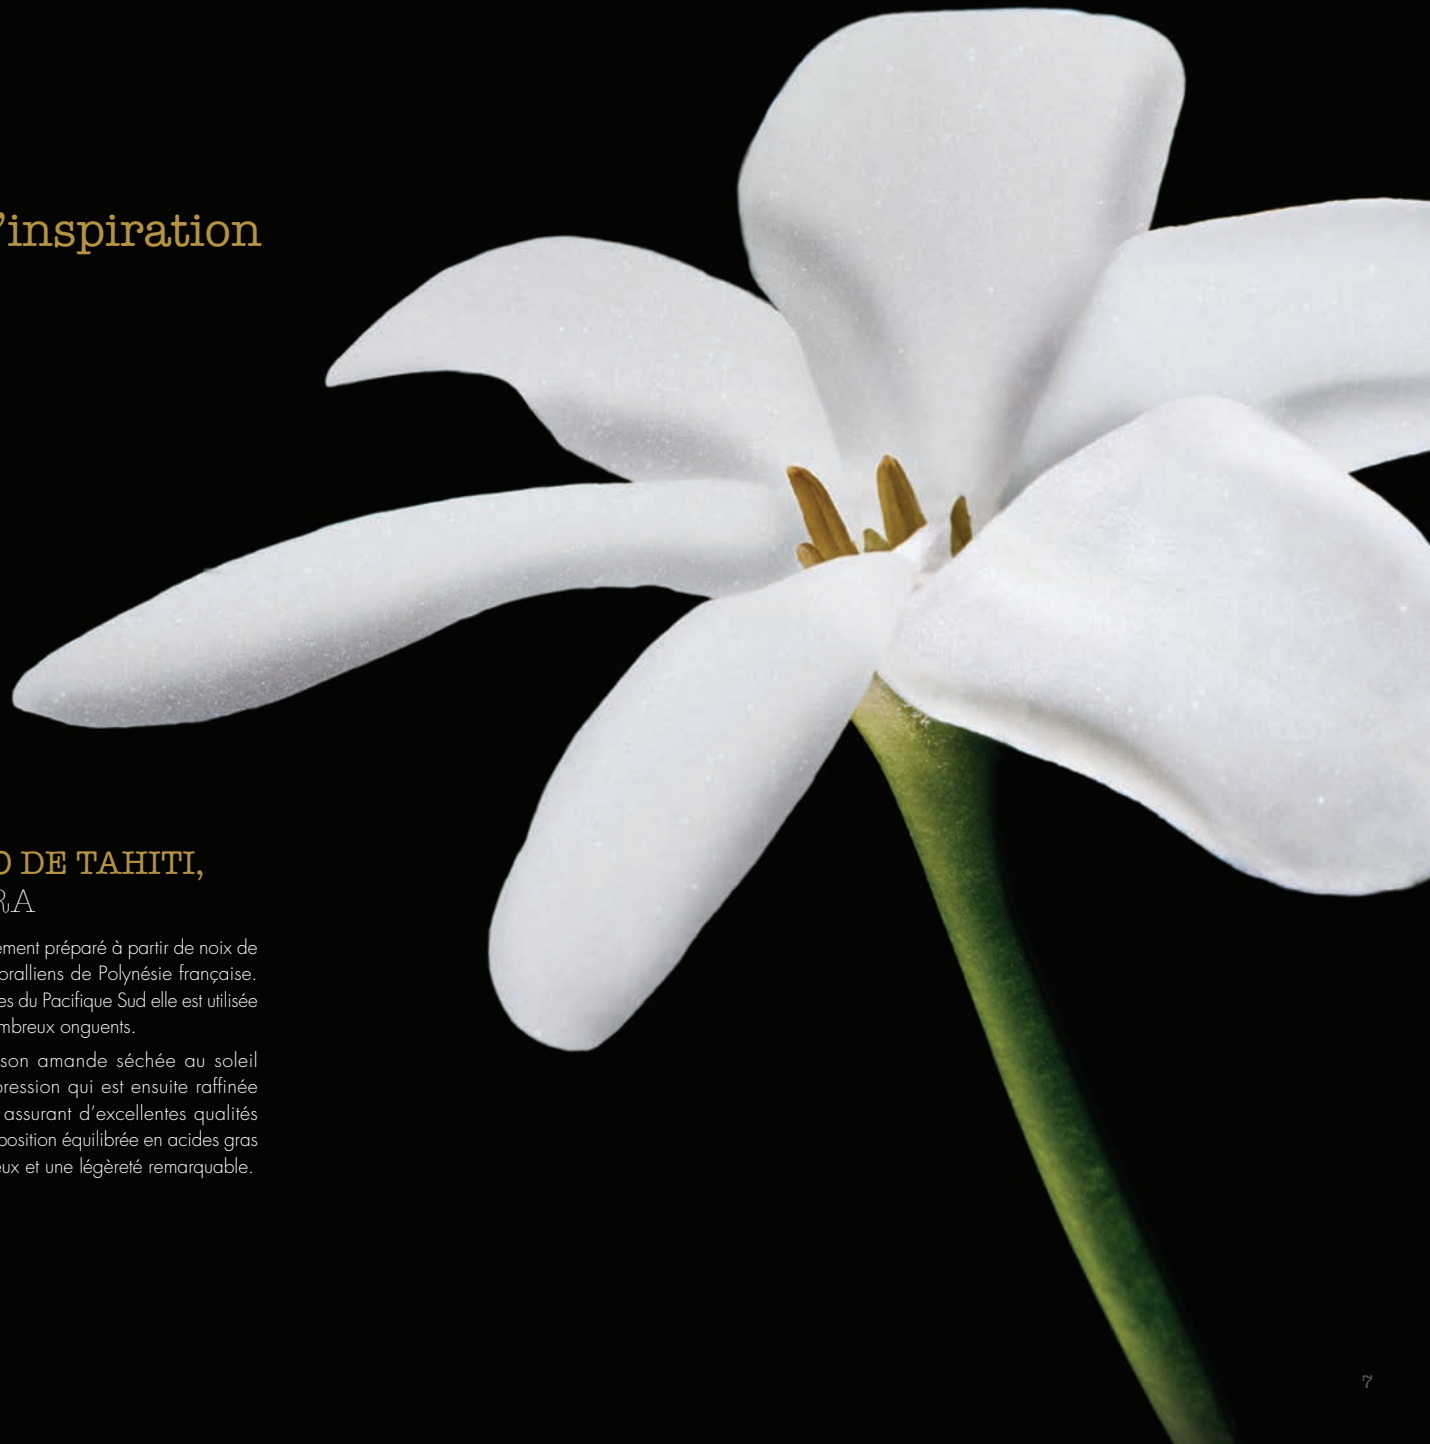 ’inspiration
O DE TAHITI,
RA
ement préparé à partir de noix de
oralliens de Polynésie française.
es du Pacifique Sud elle est utilisée
mbreux onguents.
son amande séchée au soleil
pression qui est ensuite raffinée
assurant d’excellentes qualités
position équilibrée en acides gras
eux et une légèreté remarquable.
7